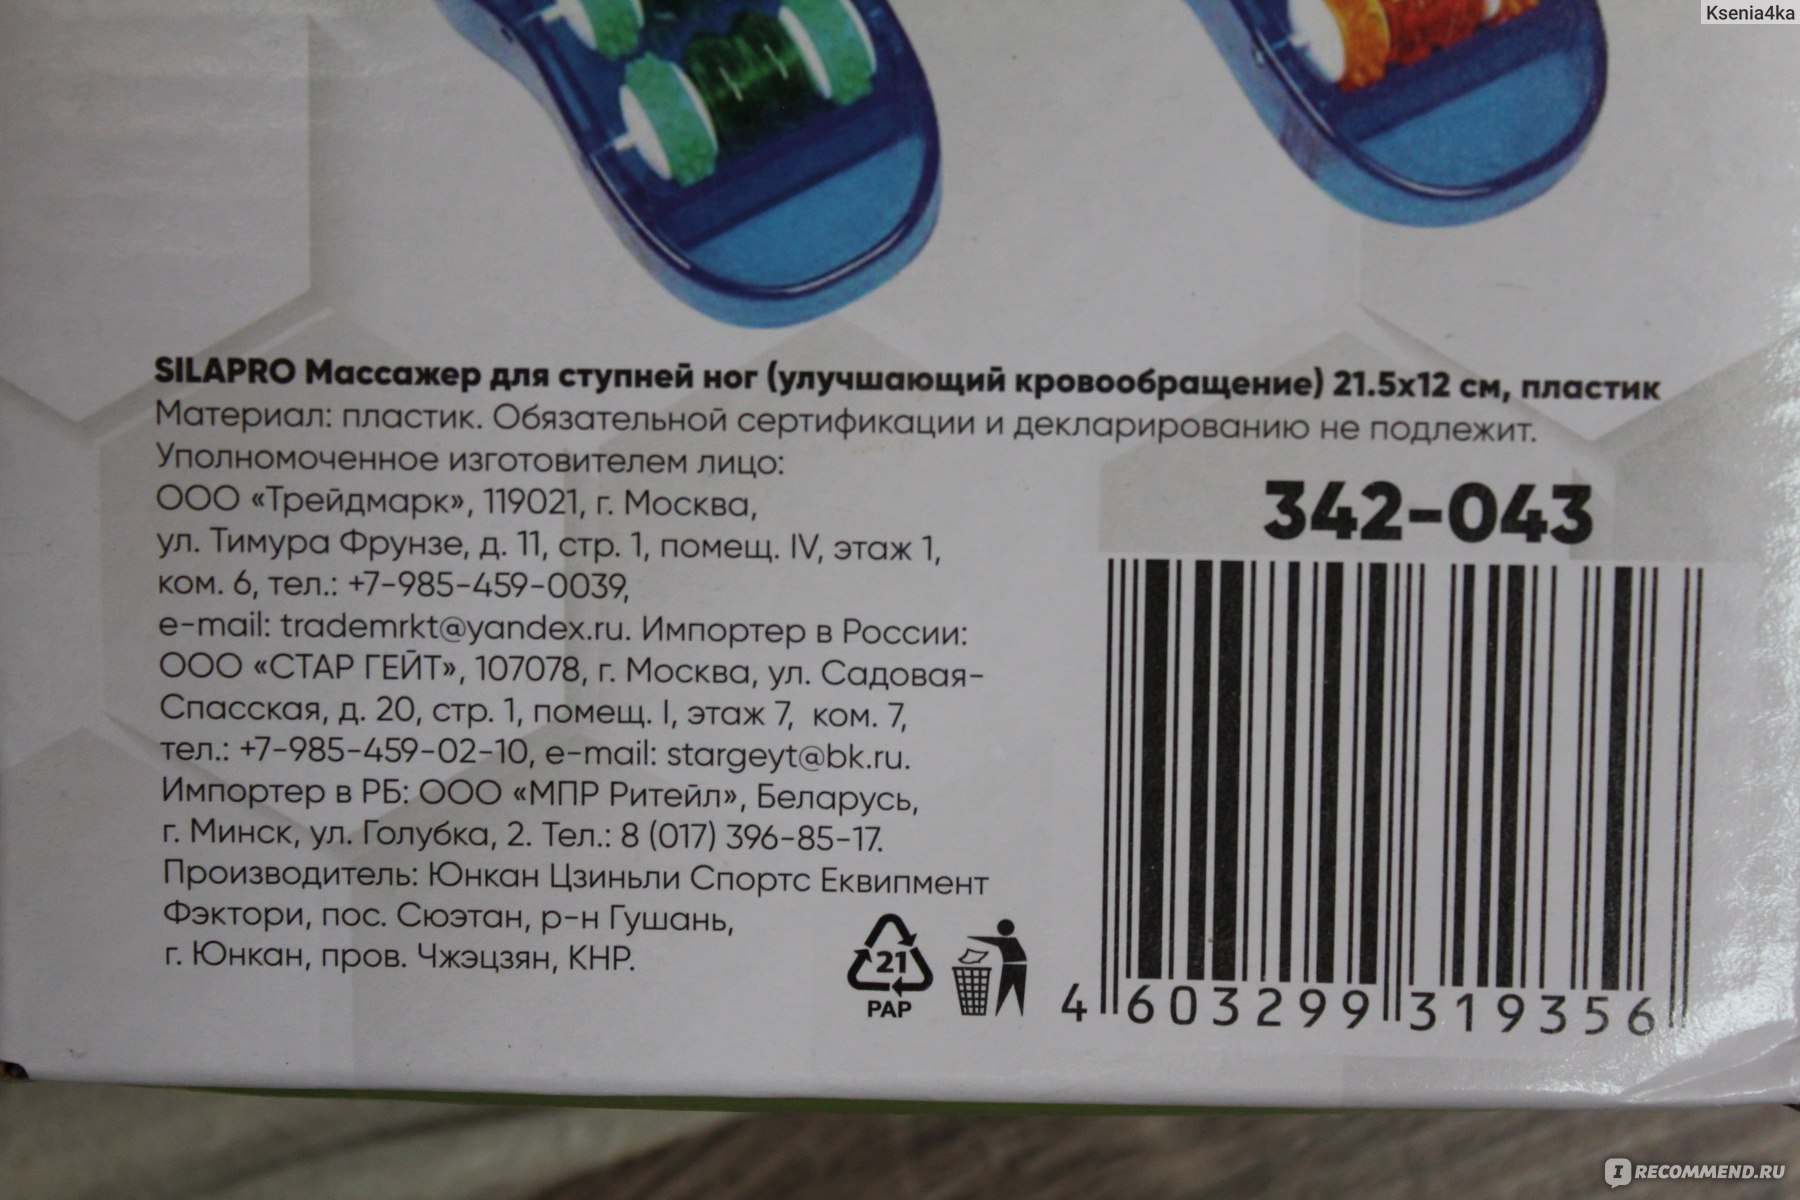 Ksenia4ka
SILAPRO Массажер для ступней ног (улучшающий кровообращение) 21.5x12 см, пластик
Материал: пластик. Обязательной сертификации и декларированию не подлежит.
Уполномоченное изготовителем лицо:
ООО «Трейдмарк», 119021, г. Москва,
ул. Тимура Фрунзе, д. 11, стр. 1, помещ. IV, этаж 1,
ком. 6, тел.: +7-985-459-0039,
e-mail: trademrkt@yandex.ru. Импортер в России:
ООО «СТАР ГЕЙТ», 107078, г. Москва, ул. Садовая-
Спасская, д. 20, стр. 1, помещ. I, этаж 7, ком. 7,
тел.: +7-985-459-02-10, e-mail: stargeyt@bk.ru.
Импортер в РБ: ООО «МПР Ритейл», Беларусь,
г. Минск, ул. Голубка, 2. Тел.: 8 (017) 396-85-17.
Производитель: Юнкан Цзиньли Спортс Еквипмент
Фэктори, пос. Сюэтан, р-н Гушань,
г. Юнкан, пров. Чжэцзян, КНР.
21
PAP
342-043
4 603299 319356
IRECOMMEND.RU